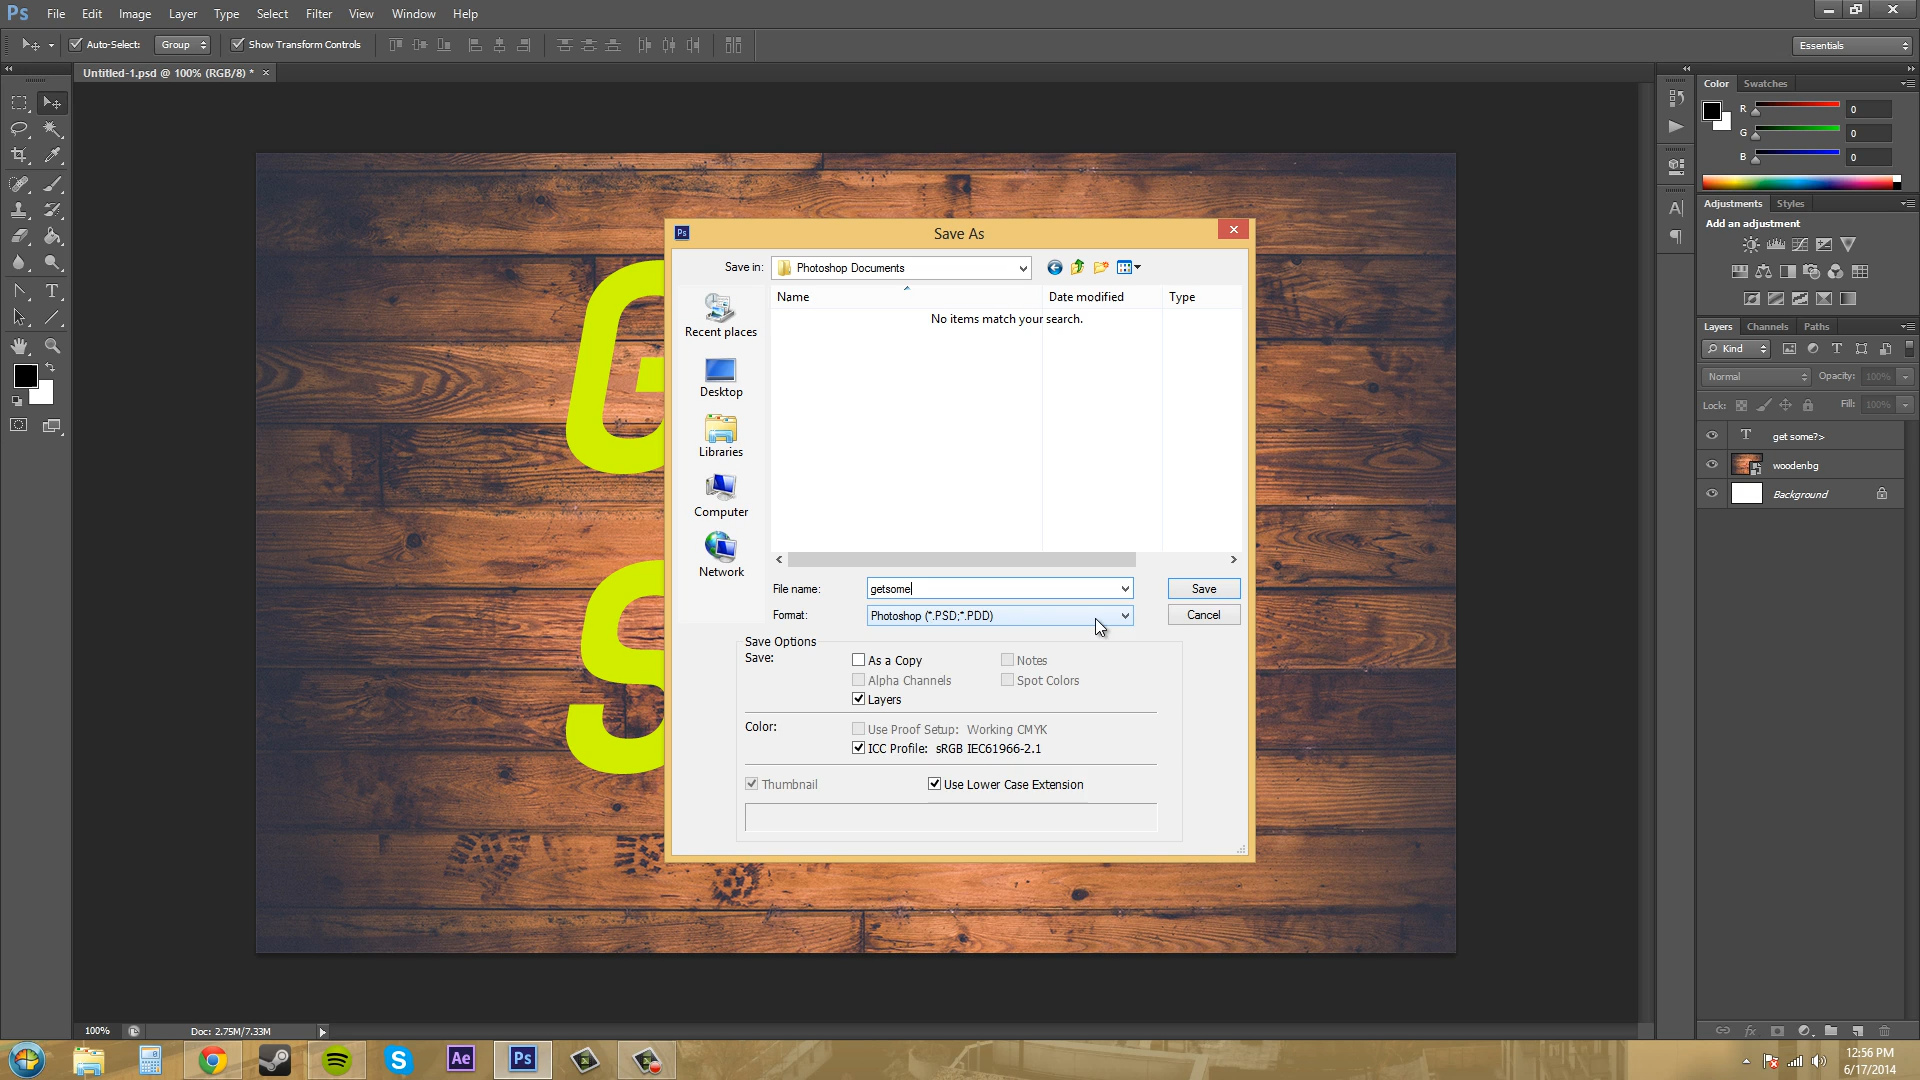 Ps File Edit Image Layer Type Select Filter View Window Help
Auto-Select: Group Show Transform Controls Essentials
Untitled-1.psd @ 100% (RGB/8) * ×
Color Swatches
R 0
G 0
B 0
Adjustments Styles
Add an adjustment
Layers Channels Paths
Kind
Normal Opacity: 100%
Lock: Fill: 100%
get some?>
woodenbg
Background
Save As
Save in: Photoshop Documents
Name Date modified Type
No items match your search.
Recent places
Desktop
Libraries
Computer
Network
File name: getsome Save
Format: Photoshop (*.PSD;*.PDD) Cancel
Save Options
Save: As a Copy Notes
Alpha Channels Spot Colors
Layers
Color: Use Proof Setup: Working CMYK
ICC Profile: sRGB IEC61966-2.1
Thumbnail Use Lower Case Extension
G
S
100% Doc: 2.75M/7.33M
Ae Ps
12:56 PM
6/17/2014